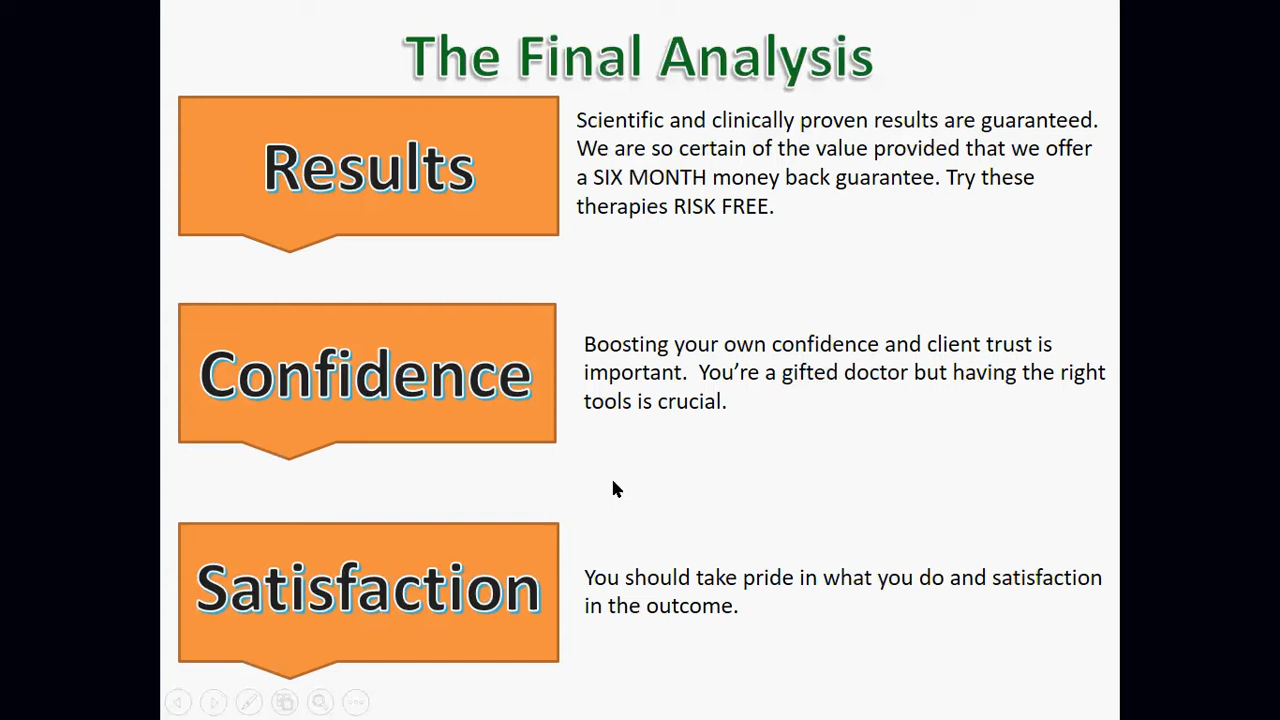 The Final Analysis
Results
Scientific and clinically proven results are guaranteed.
We are so certain of the value provided that we offer
a SIX MONTH money back guarantee. Try these
therapies RISK FREE.
Confidence
Boosting your own confidence and client trust is
important.  You’re a gifted doctor but having the right
tools is crucial.
Satisfaction
You should take pride in what you do and satisfaction
in the outcome.